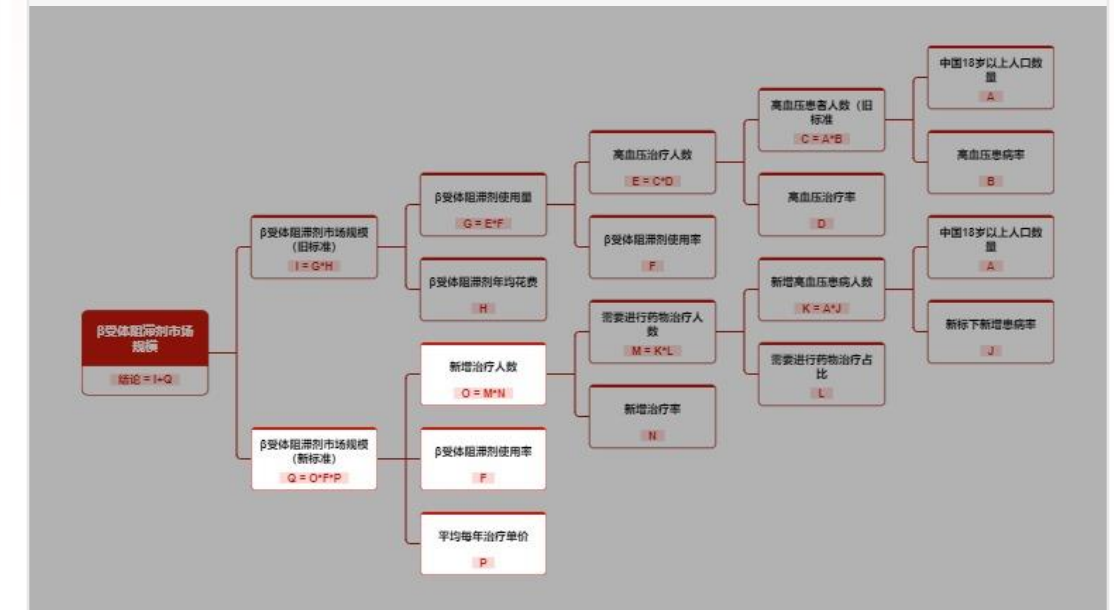 中国18岁以上人口数
量
A
高血压患者人数（旧
标准
C = A*B
高血压治疗人数
E = C*D
高血压患病率
B
β受体阻滞剂使用量
G = E*F
高血压治疗率
D
β受体阻滞剂市场规模
（旧标准）
I = G*H
β受体阻滞剂使用率
F
中国18岁以上人口数
量
A
β受体阻滞剂年均花费
H
新增高血压患病人数
K = A*J
β受体阻滞剂市场
规模
结论 = I+Q
需要进行药物治疗人
数
M = K*L
新标下新增患病率
J
新增治疗人数
O = M*N
需要进行药物治疗占
比
L
新增治疗率
N
β受体阻滞剂市场规模
（新标准）
Q = O*F*P
β受体阻滞剂使用率
F
平均每年治疗单价
P